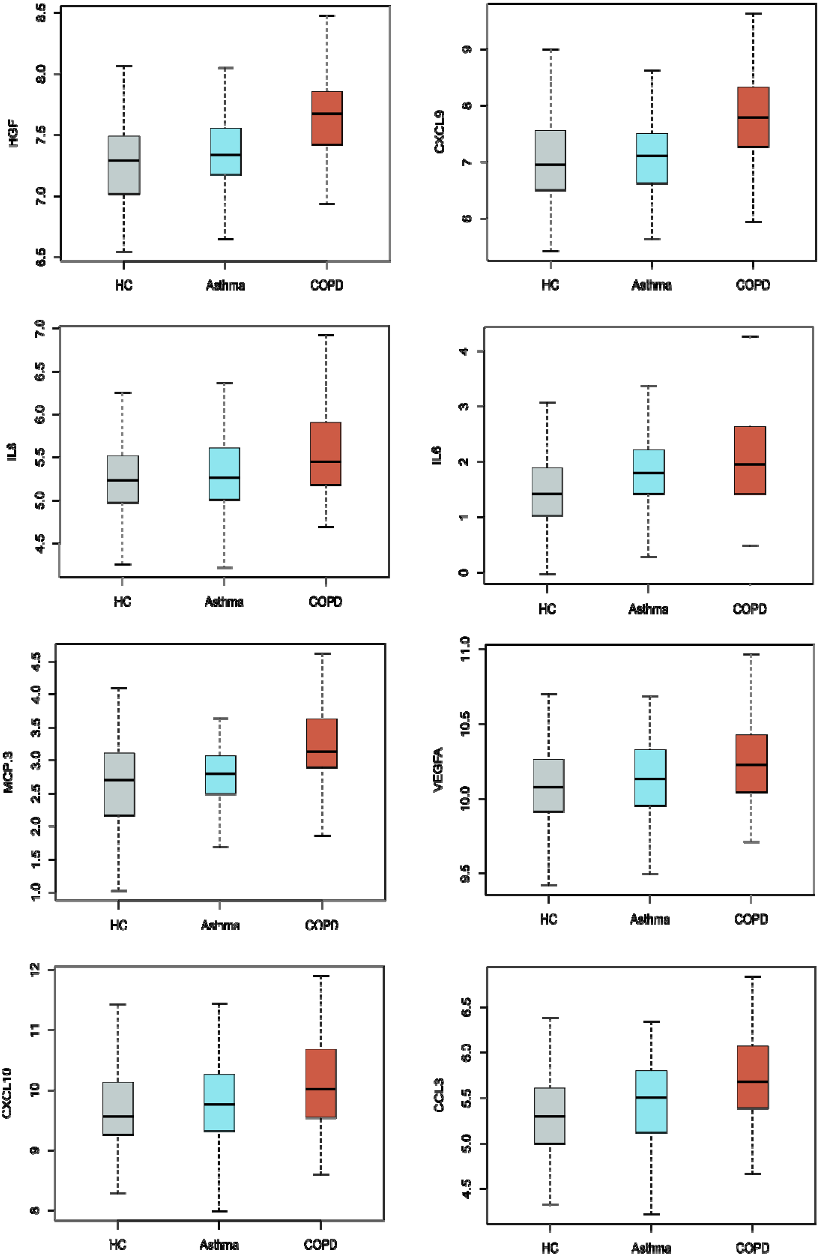 HGF
8.5
8.0
7.5
7.0
6.5
HC Asthma COPD
CXCL9
9
8
7
6
HC Asthma COPD
IL8
7.0
6.5
6.0
5.5
5.0
4.5
HC Asthma COPD
IL6
4
3
2
1
0
HC Asthma COPD
MCP.3
4.5
4.0
3.5
3.0
2.5
2.0
1.5
1.0
HC Asthma COPD
VEGFA
11.0
10.5
10.0
9.5
HC Asthma COPD
CXCL10
12
11
10
9
8
HC Asthma COPD
CCL3
6.5
6.0
5.5
5.0
4.5
HC Asthma COPD